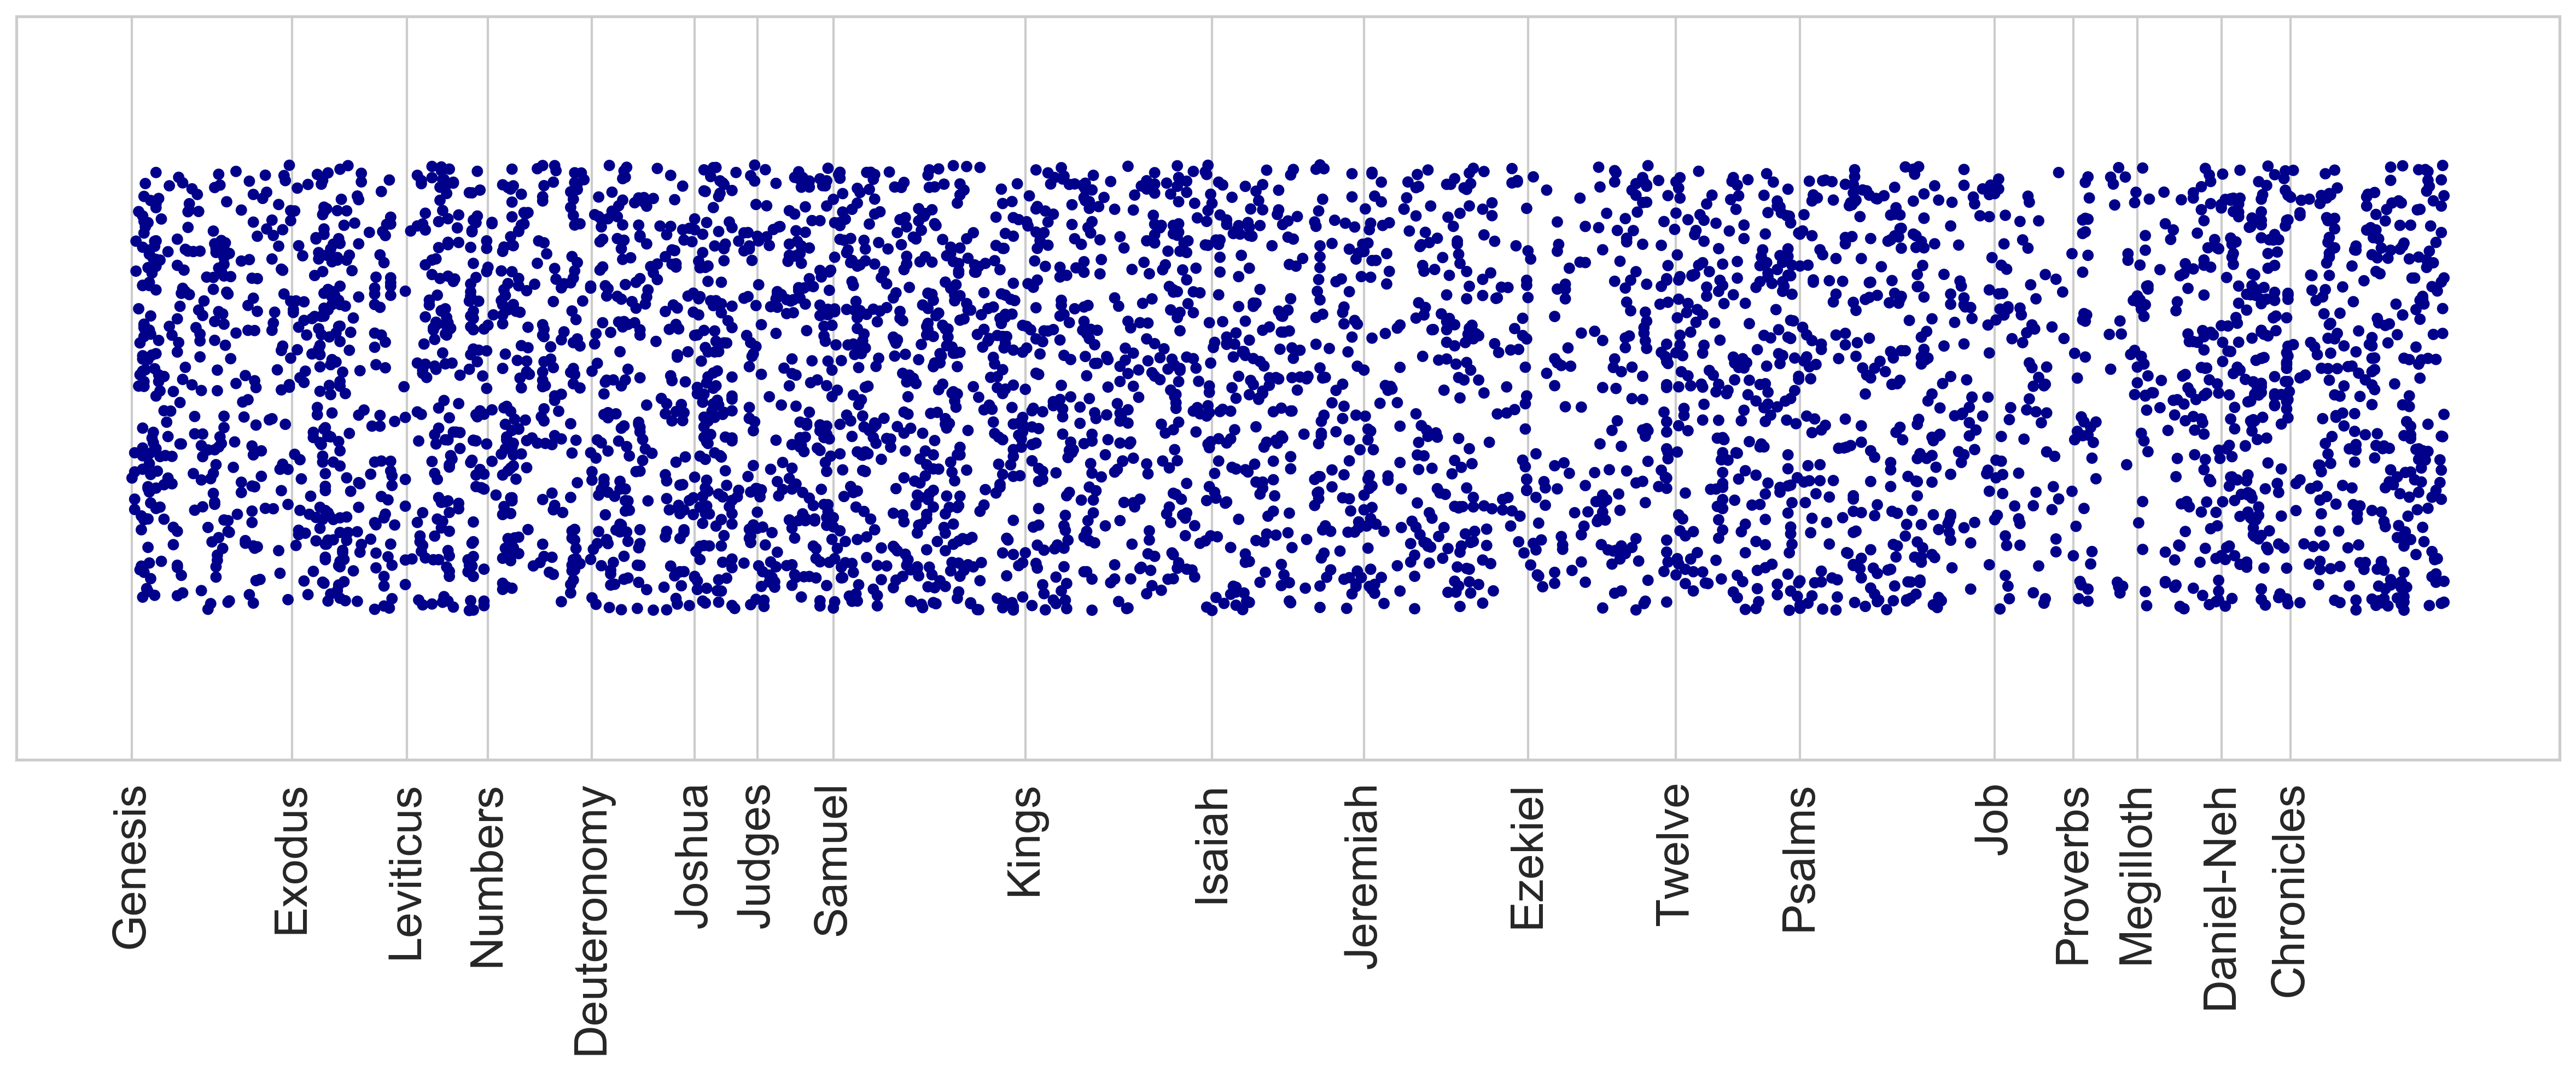 Genesis
Exodus
Leviticus
Numbers
Deuteronomy
Joshua
Judges
Samuel
Kings
Isaiah
Jeremiah
Ezekiel
Twelve
Psalms
Job
Proverbs
Megilloth
Daniel-Neh
Chronicles